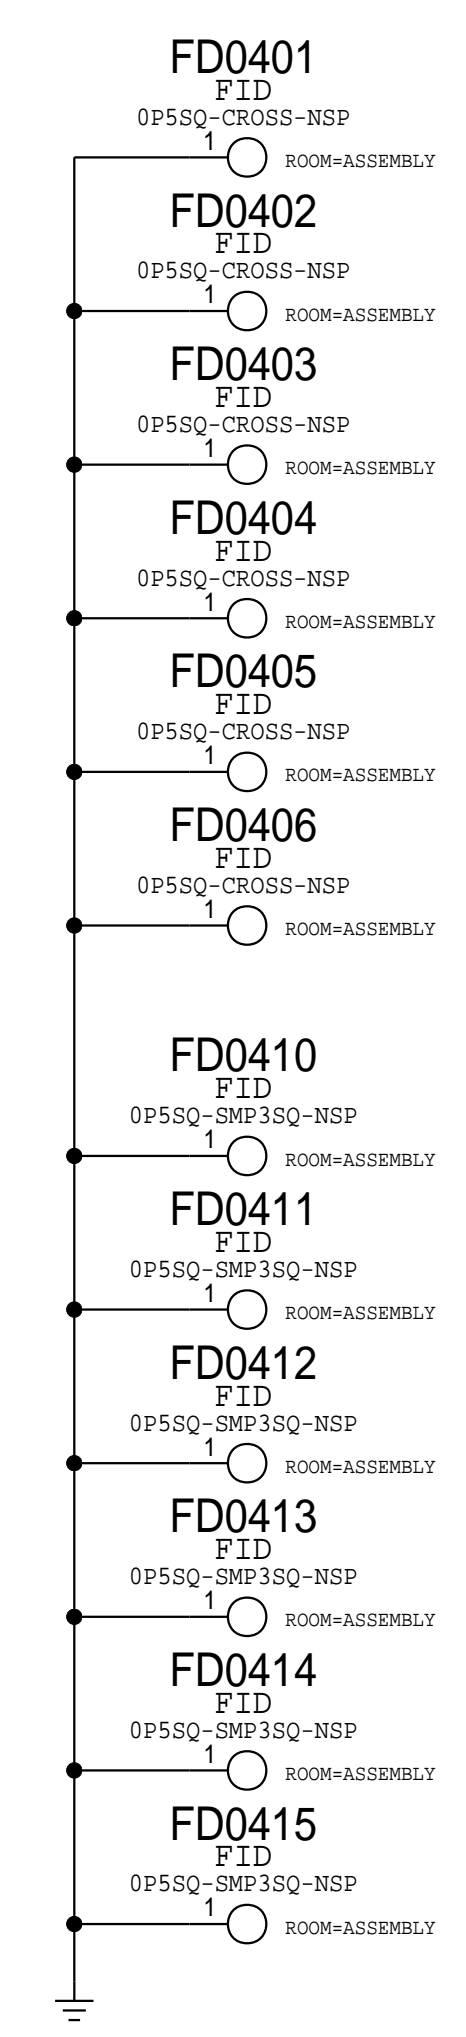 FD0401
FID
0P5SQ-CROSS-NSP
1
ROOM=ASSEMBLY
FD0402
FID
0P5SQ-CROSS-NSP
1
ROOM=ASSEMBLY
FD0403
FID
0P5SQ-CROSS-NSP
1
ROOM=ASSEMBLY
FD0404
FID
0P5SQ-CROSS-NSP
1
ROOM=ASSEMBLY
FD0405
FID
0P5SQ-CROSS-NSP
1
ROOM=ASSEMBLY
FD0406
FID
0P5SQ-CROSS-NSP
1
ROOM=ASSEMBLY
FD0410
FID
0P5SQ-SMP3SQ-NSP
1
ROOM=ASSEMBLY
FD0411
FID
0P5SQ-SMP3SQ-NSP
1
ROOM=ASSEMBLY
FD0412
FID
0P5SQ-SMP3SQ-NSP
1
ROOM=ASSEMBLY
FD0413
FID
0P5SQ-SMP3SQ-NSP
1
ROOM=ASSEMBLY
FD0414
FID
0P5SQ-SMP3SQ-NSP
1
ROOM=ASSEMBLY
FD0415
FID
0P5SQ-SMP3SQ-NSP
1
ROOM=ASSEMBLY